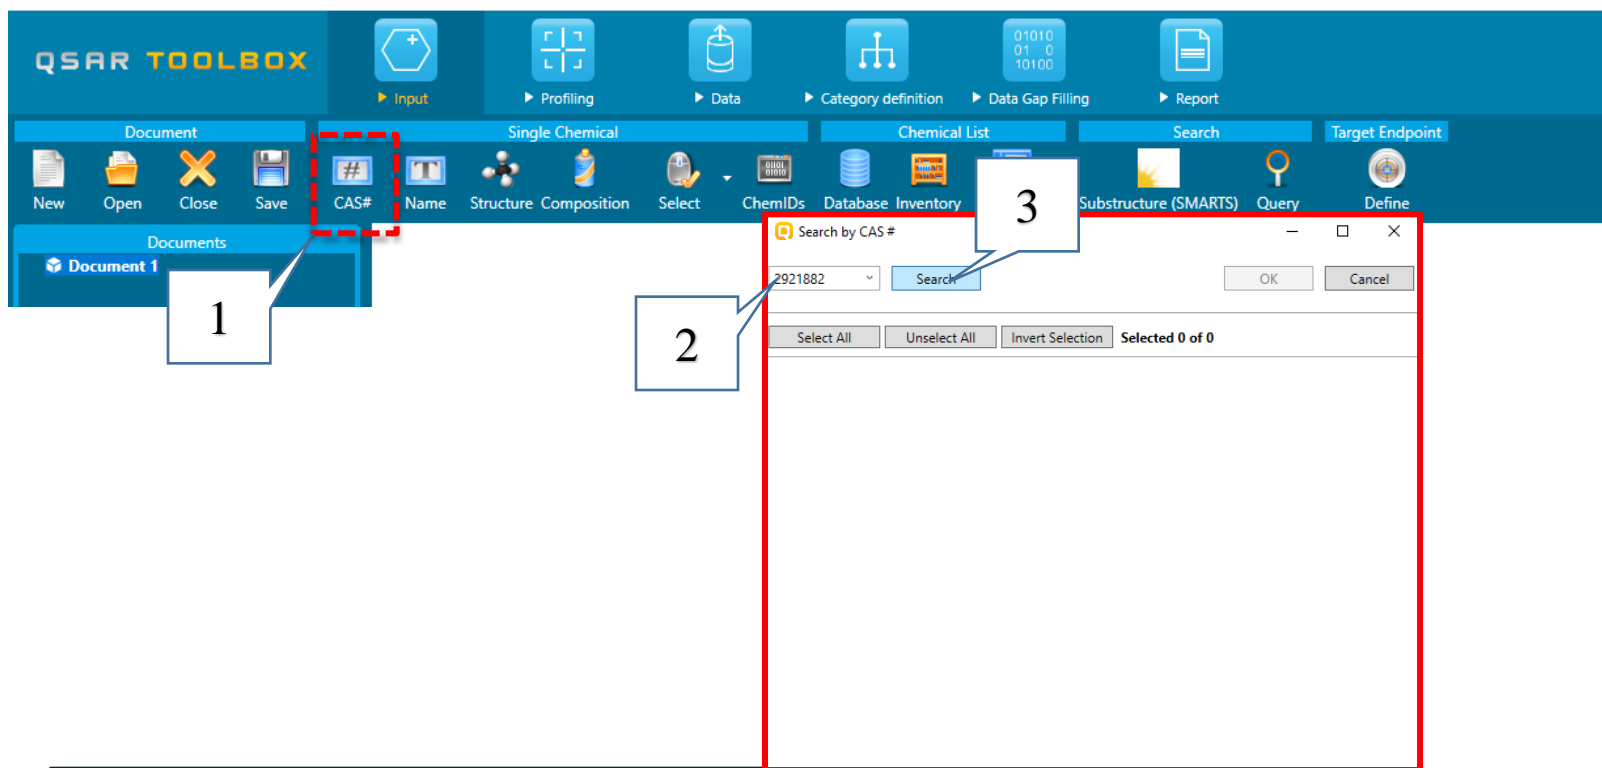 QSAR TOOLBOX
01010
01 0
10100
Input
Profiling
Data
Category definition
Data Gap Filling
Report
Document
Single Chemical
Chemical List
Search
Target Endpoint
#
T
0101
01010
New
Open
Close
Save
CAS#
Name
Structure
Composition
Select
ChemIDs
Database
Inventory
Substructure (SMARTS)
Query
Define
3
Documents
Document 1
Search by CAS #
2921882
Search
OK
Cancel
1
2
Select All
Unselect All
Invert Selection
Selected 0 of 0